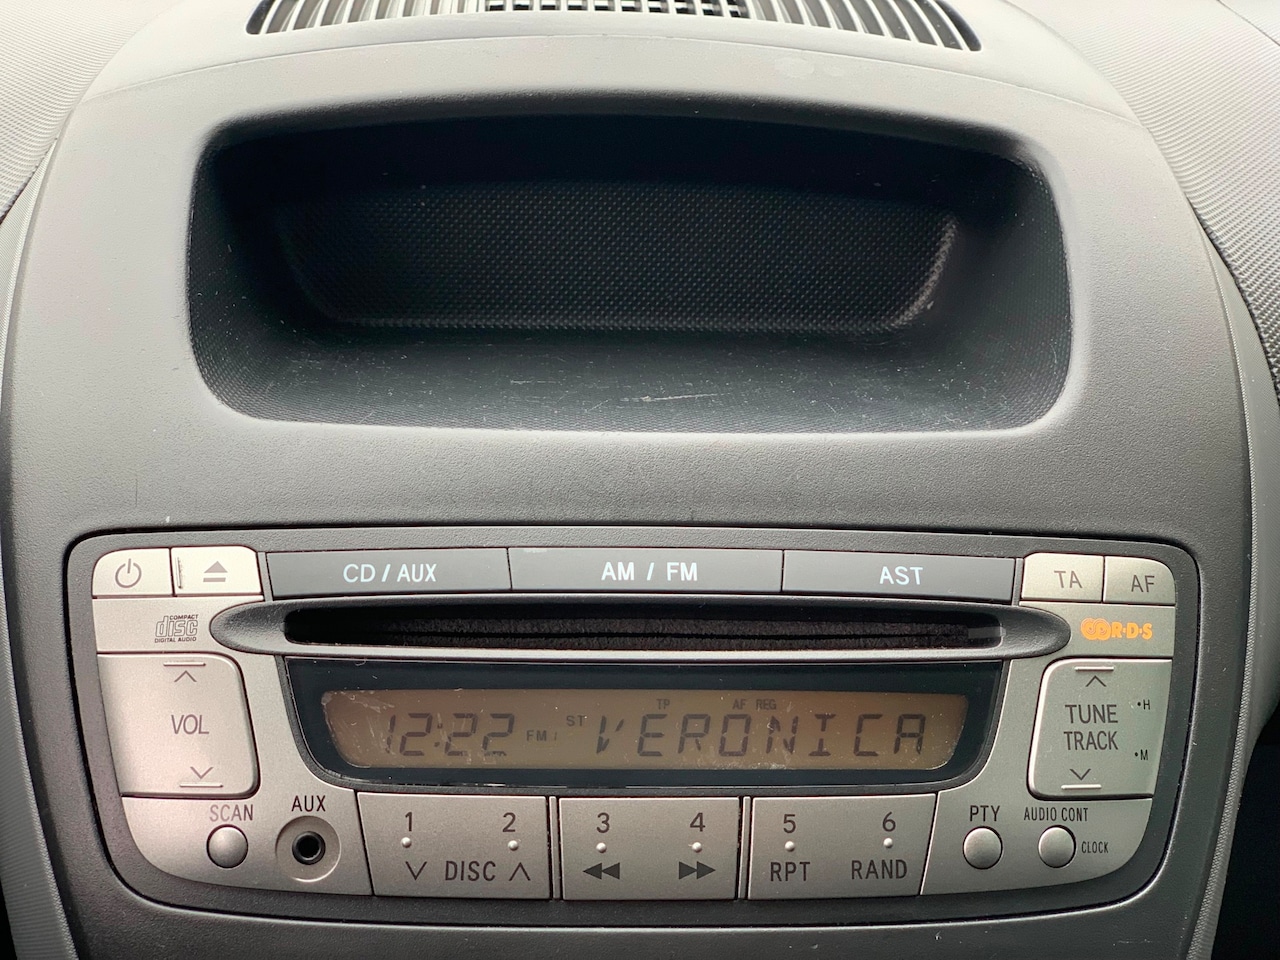 CD / AUX AM / FM AST TA AF
COMPACT
disc
DIGITAL AUDIO
R·D·S
VOL
TP AF REG
12:22 FM1 ST VERONICA
TUNE
TRACK
•H
•M
SCAN AUX
1 2 3 4 5 6
DISC RPT RAND
PTY AUDIO CONT
CLOCK